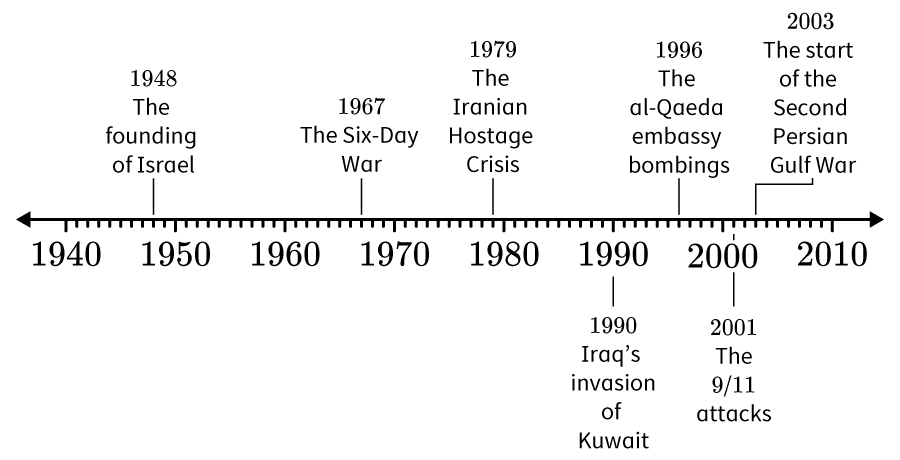 1948
The
founding
of Israel
1967
The Six-Day
War
1979
The
Iranian
Hostage
Crisis
1996
The
al-Qaeda
embassy
bombings
2003
The start
of the
Second
Persian
Gulf War
1940 1950 1960 1970 1980 1990 2000 2010
1990
Iraq's
invasion
of
Kuwait
2001
The
9/11
attacks